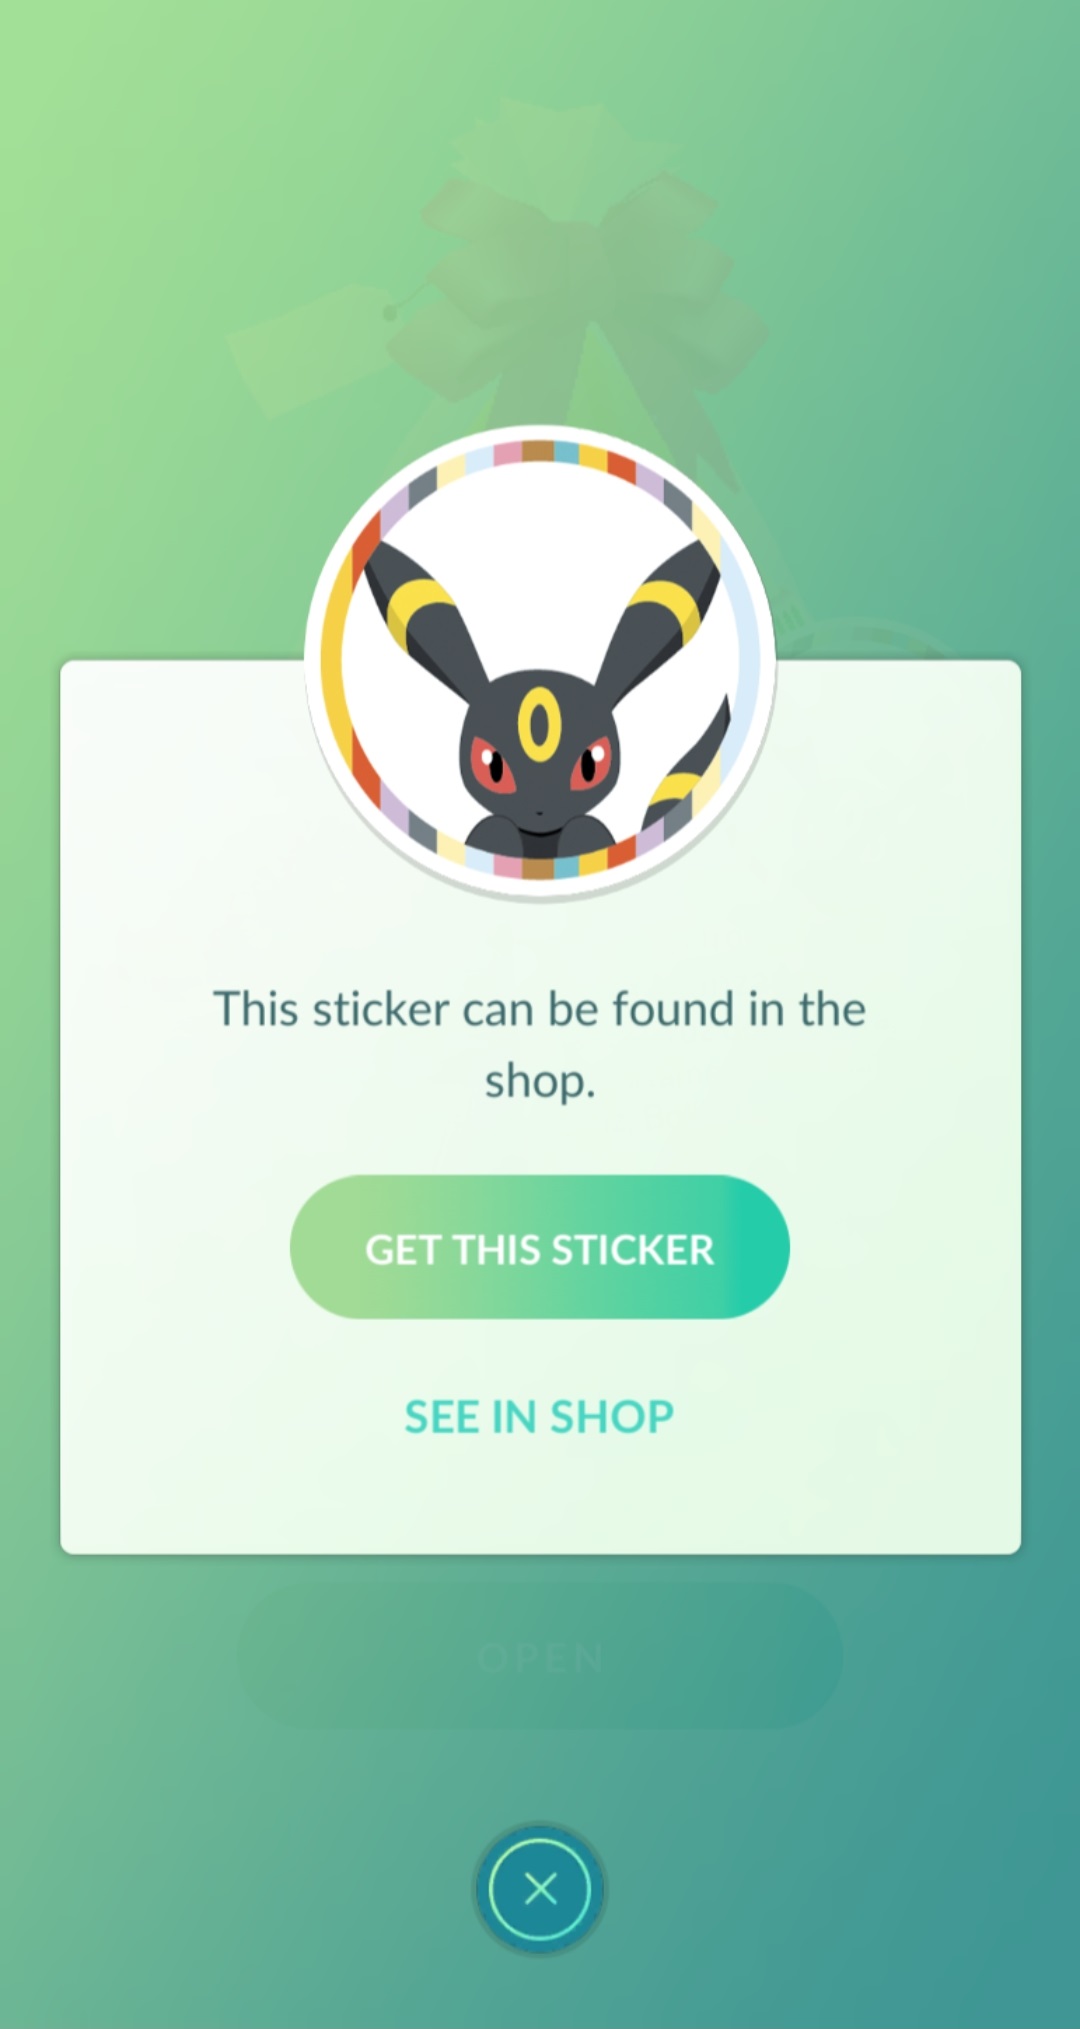 This sticker can be found in the
shop.
GET THIS STICKER
SEE IN SHOP
OPEN